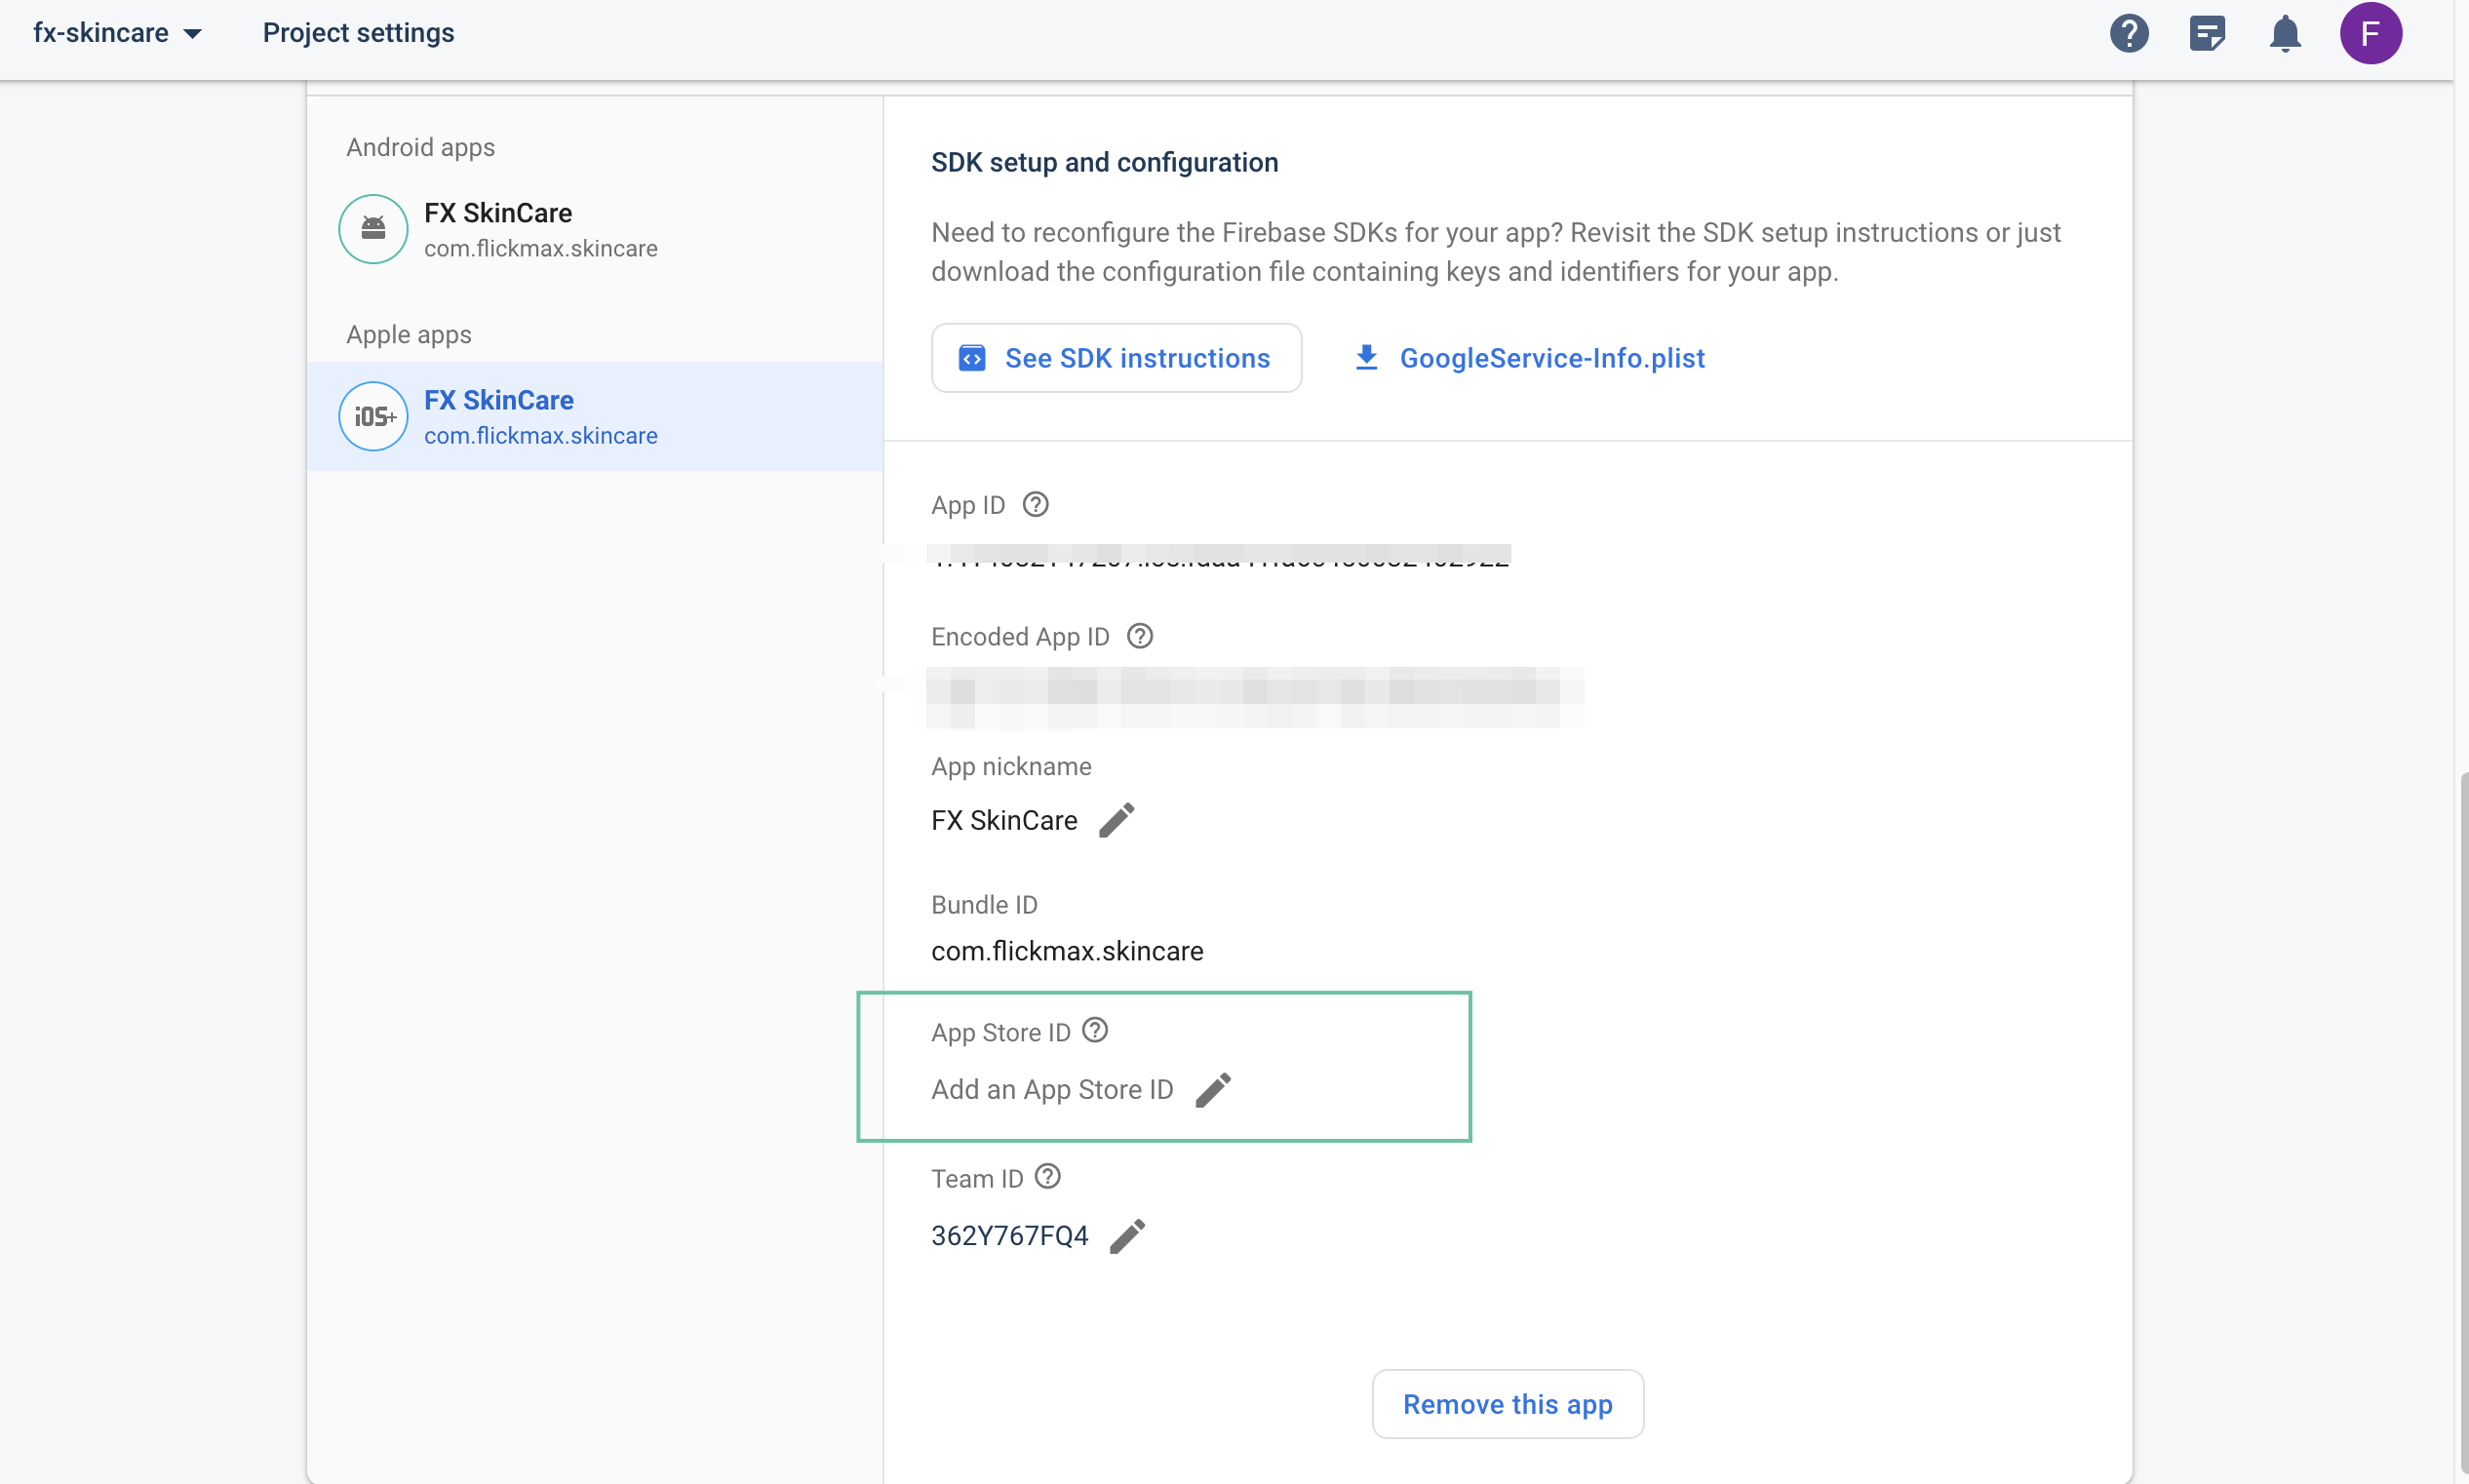 fx-skincare
Project settings
F
Android apps
FX SkinCare
com.flickmax.skincare
Apple apps
iOS+
FX SkinCare
com.flickmax.skincare
SDK setup and configuration
Need to reconfigure the Firebase SDKs for your app? Revisit the SDK setup instructions or just
download the configuration file containing keys and identifiers for your app.
See SDK instructions
GoogleService-Info.plist
App ID
Encoded App ID
App nickname
FX SkinCare
Bundle ID
com.flickmax.skincare
App Store ID
Add an App Store ID
Team ID
362Y767FQ4
Remove this app